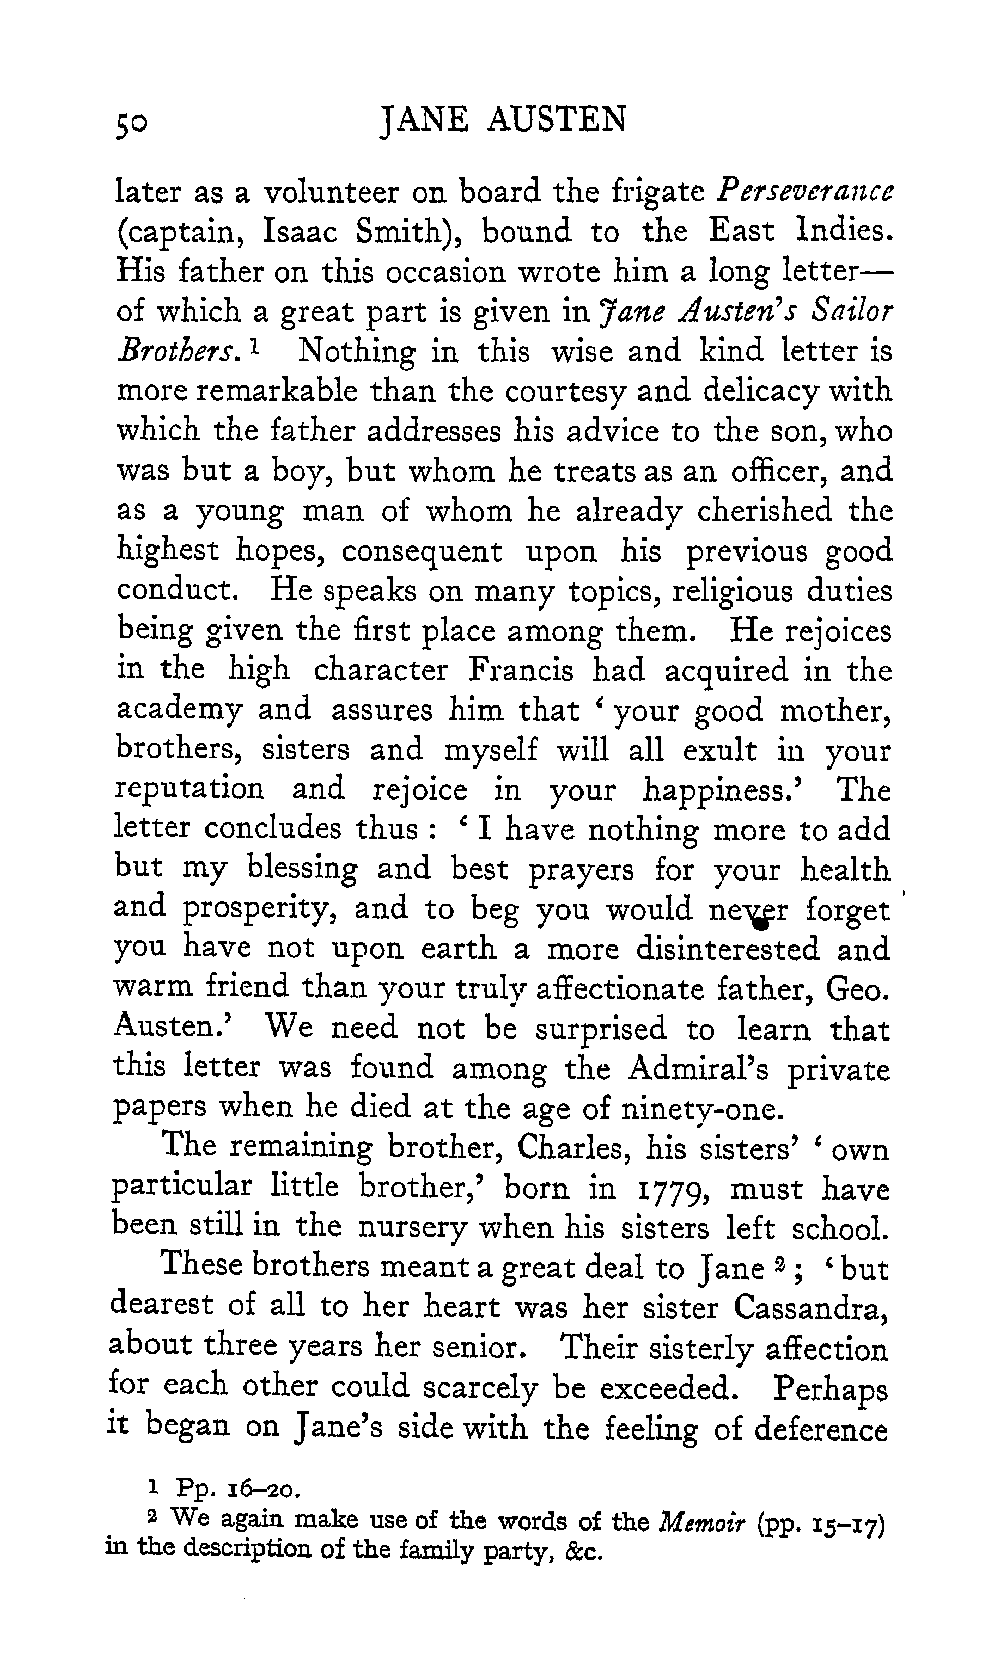 50 JANE AUSTEN
later as a volunteer on board the frigate Perseverance
(captain, Isaac Smith), bound to the East Indies.
His father on this occasion wrote him a long letter—
of which a great part is given in Jane Austen's Sailor
Brothers. ¹ Nothing in this wise and kind letter is
more remarkable than the courtesy and delicacy with
which the father addresses his advice to the son, who
was but a boy, but whom he treats as an officer, and
as a young man of whom he already cherished the
highest hopes, consequent upon his previous good
conduct. He speaks on many topics, religious duties
being given the first place among them. He rejoices
in the high character Francis had acquired in the
academy and assures him that ‘ your good mother,
brothers, sisters and myself will all exult in your
reputation and rejoice in your happiness.’ The
letter concludes thus : ‘ I have nothing more to add
but my blessing and best prayers for your health
and prosperity, and to beg you would never forget
you have not upon earth a more disinterested and
warm friend than your truly affectionate father, Geo.
Austen.’ We need not be surprised to learn that
this letter was found among the Admiral’s private
papers when he died at the age of ninety-one.
The remaining brother, Charles, his sisters’ ‘ own
particular little brother,’ born in 1779, must have
been still in the nursery when his sisters left school.
These brothers meant a great deal to Jane ² ; ‘ but
dearest of all to her heart was her sister Cassandra,
about three years her senior. Their sisterly affection
for each other could scarcely be exceeded. Perhaps
it began on Jane’s side with the feeling of deference
¹ Pp. 16–20.
² We again make use of the words of the Memoir (pp. 15–17)
in the description of the family party, &c.